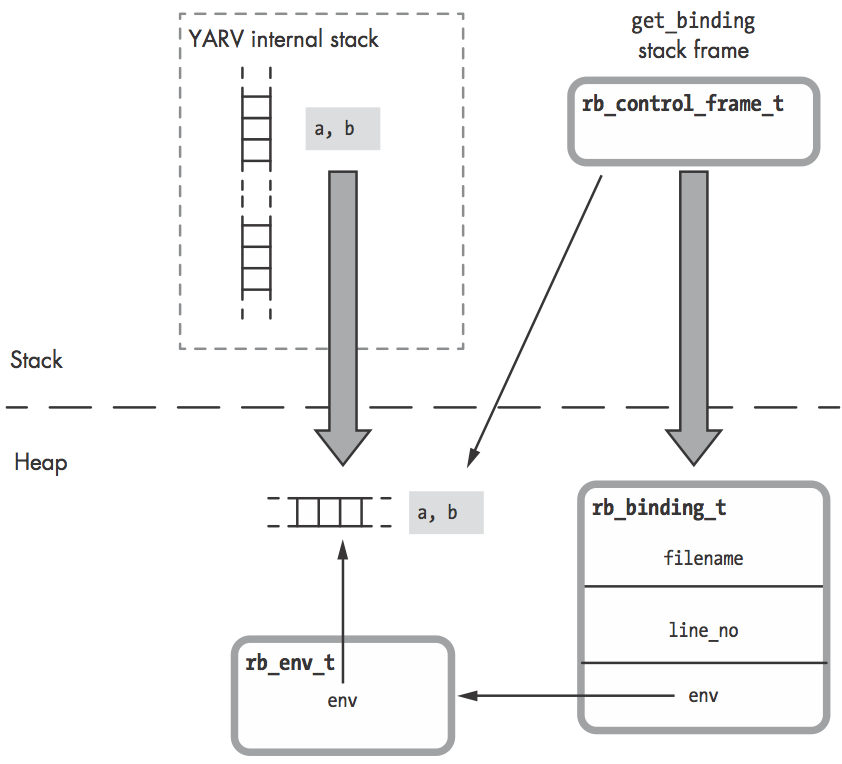 YARV internal stack
a, b
get_binding
stack frame
rb_control_frame_t
Stack
Heap
a, b
rb_binding_t
filename
line_no
env
rb_env_t
env